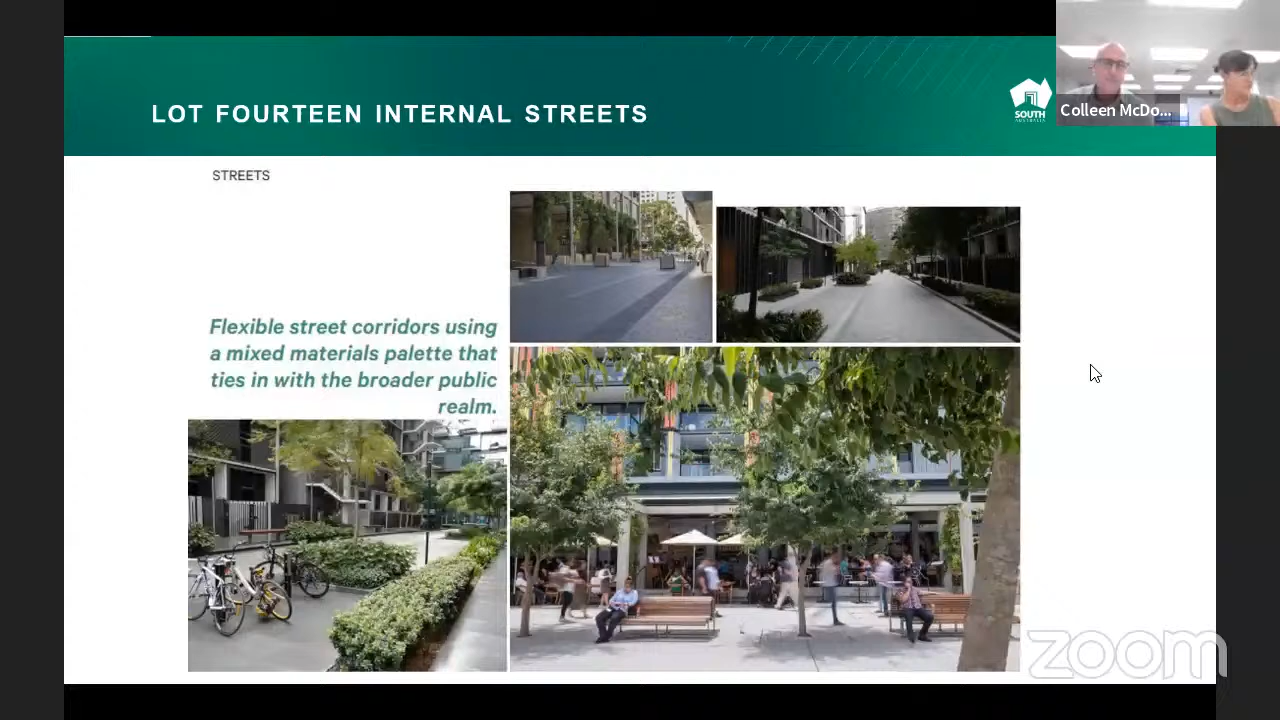 LOT FOURTEEN INTERNAL STREETS
SOUTH
AUSTRALIA
Colleen McDo...
STREETS
Flexible street corridors using
a mixed materials palette that
ties in with the broader public
realm.
zoom